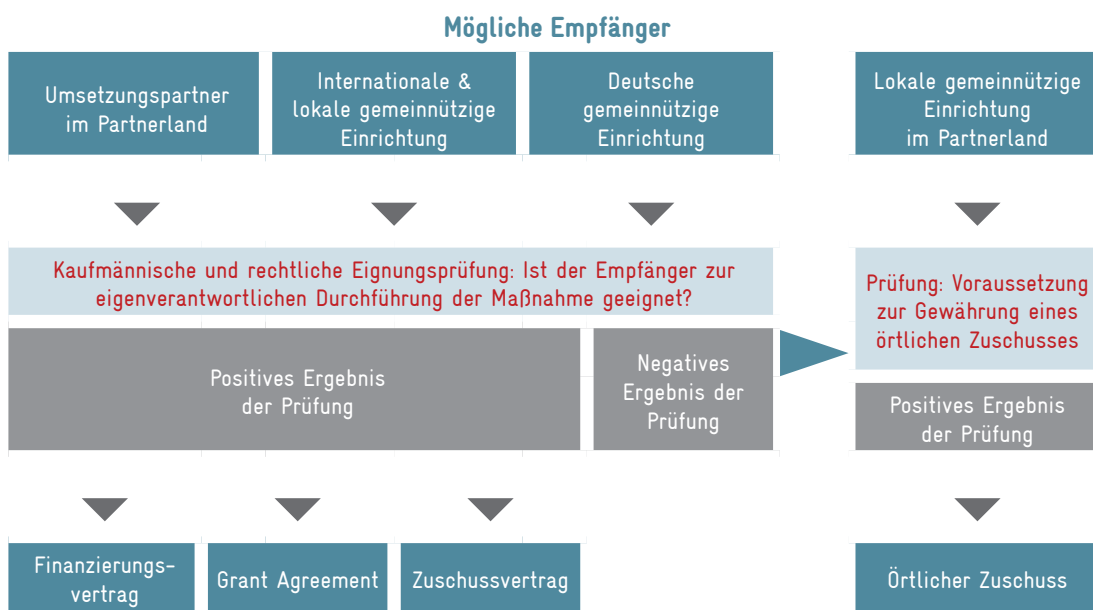 Mögliche Empfänger
Umsetzungspartner
im Partnerland
Internationale &
lokale gemeinnützige
Einrichtung
Deutsche
gemeinnützige
Einrichtung
Lokale gemeinnützige
Einrichtung
im Partnerland
Kaufmännische und rechtliche Eignungsprüfung: Ist der Empfänger zur
eigenverantwortlichen Durchführung der Maßnahme geeignet?
Prüfung: Voraussetzung
zur Gewährung eines
örtlichen Zuschusses
Positives Ergebnis
der Prüfung
Negatives
Ergebnis der
Prüfung
Positives Ergebnis
der Prüfung
Finanzierungs-
vertrag
Grant Agreement
Zuschussvertrag
Örtlicher Zuschuss